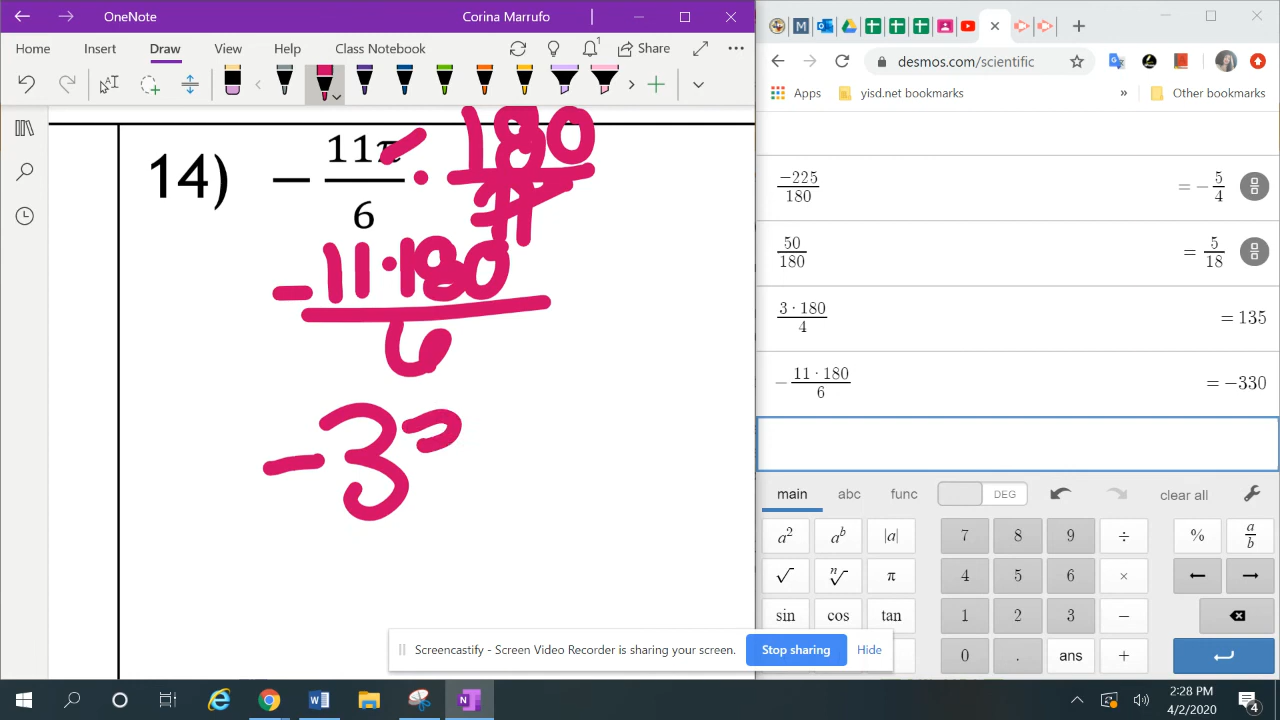 OneNote
Corina Marrufo
Home Insert Draw View Help Class Notebook Share
14) − 11π/6 · 180/π
−11·180
6
−3
desmos.com/scientific
Apps yisd.net bookmarks » Other bookmarks
−225/180 = −5/4
50/180 = 5/18
3 · 180/4 = 135
− 11 · 180/6 = −330
main abc func DEG clear all
a² aᵇ |a| 7 8 9 ÷ % a/b
√ ⁿ√ π 4 5 6 × ← →
sin cos tan 1 2 3 −
0 . ans +
Screencastify - Screen Video Recorder is sharing your screen. Stop sharing Hide
2:28 PM
4/2/2020
4